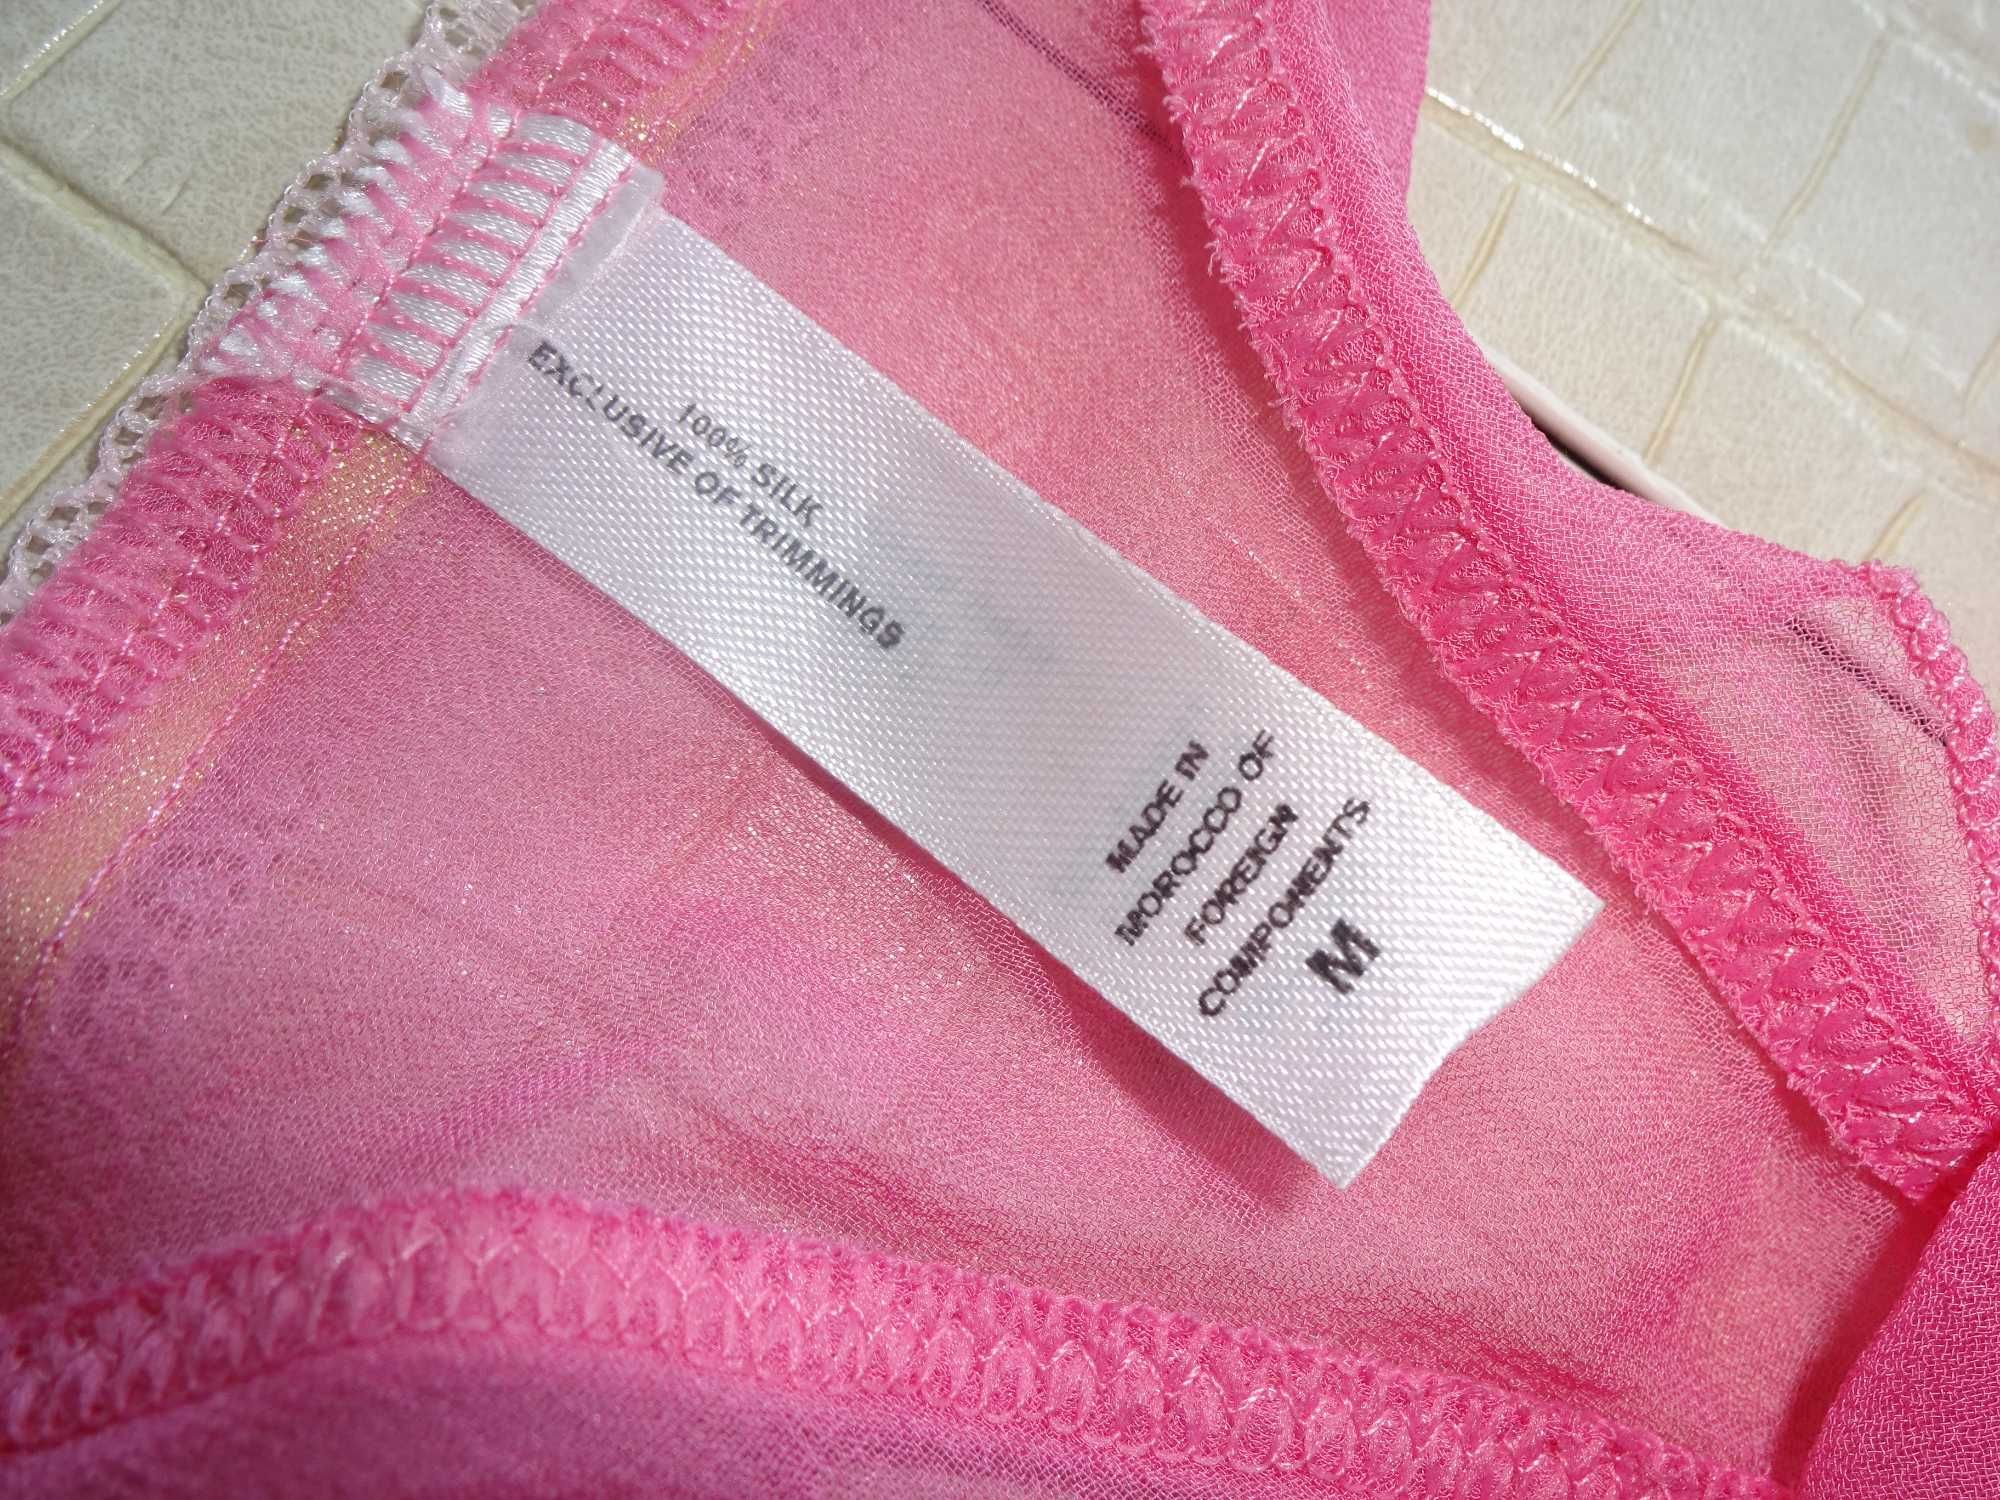 100% SILK
EXCLUSIVE OF TRIMMINGS
MADE IN
MOROCCO OF
FOREIGN
COMPONENTS
M